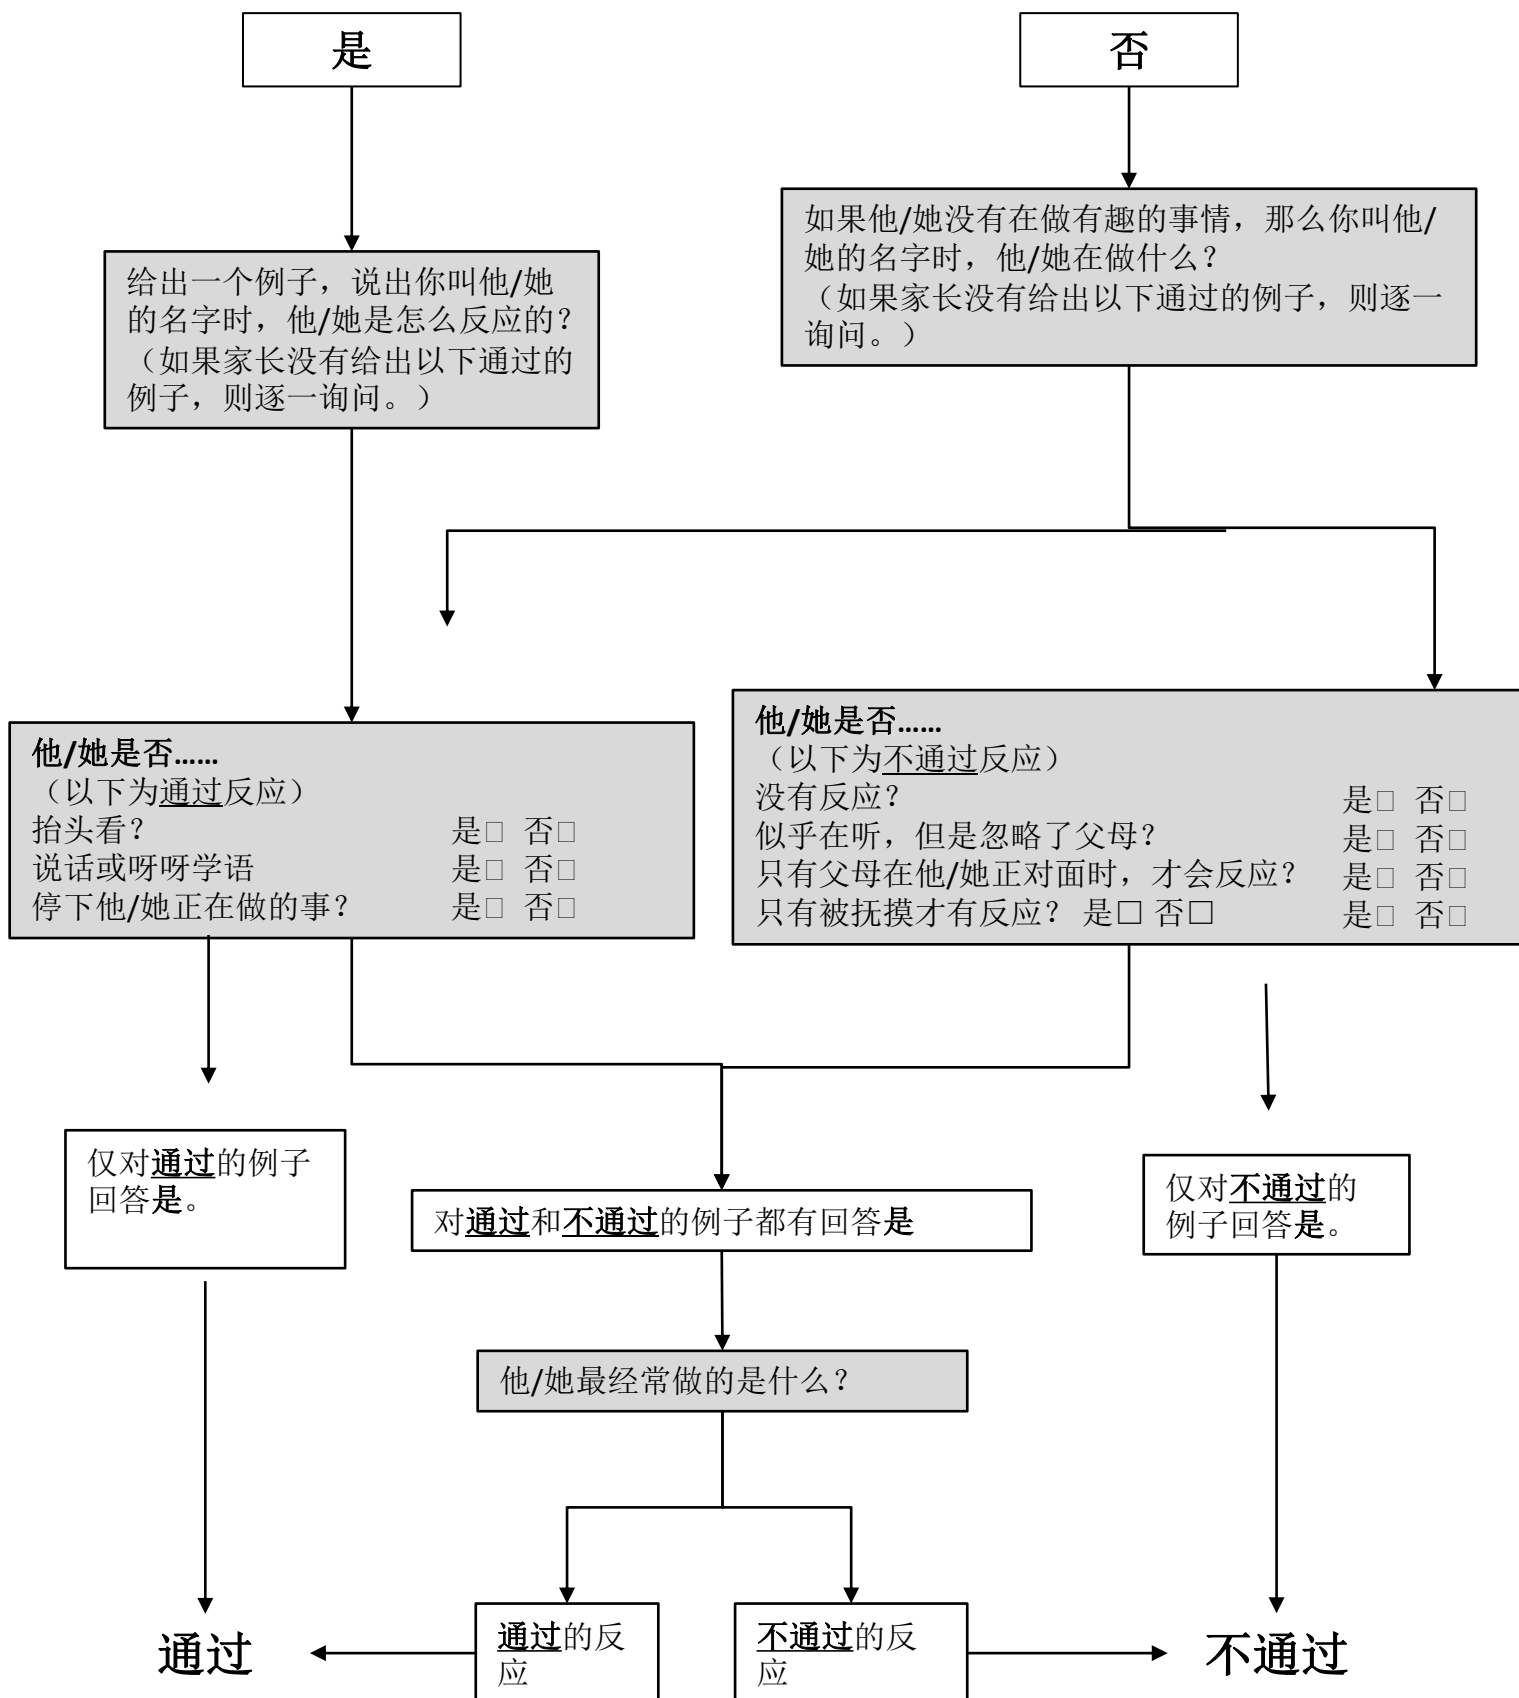 是
否
如果他/她没有在做有趣的事情，那么你叫他/
她的名字时，他/她在做什么？
（如果家长没有给出以下通过的例子，则逐一
询问。）
给出一个例子，说出你叫他/她
的名字时，他/她是怎么反应的？
（如果家长没有给出以下通过的
例子，则逐一询问。）
他/她是否……
（以下为通过反应）
抬头看？ 是□ 否□
说话或呀呀学语 是□ 否□
停下他/她正在做的事？ 是□ 否□
他/她是否……
（以下为不通过反应）
没有反应？ 是□ 否□
似乎在听，但是忽略了父母？ 是□ 否□
只有父母在他/她正对面时，才会反应？ 是□ 否□
只有被抚摸才有反应？ 是□ 否□ 是□ 否□
仅对通过的例子
回答是。
对通过和不通过的例子都有回答是
仅对不通过的
例子回答是。
他/她最经常做的是什么？
通过
通过的反
应
不通过的反
应
不通过